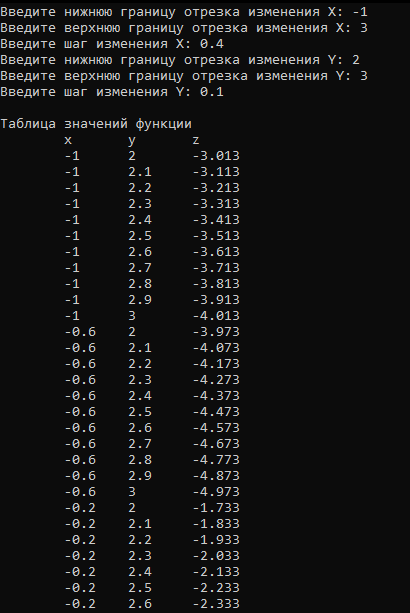 Введите нижнюю границу отрезка изменения X: -1
Введите верхнюю границу отрезка изменения X: 3
Введите шаг изменения X: 0.4
Введите нижнюю границу отрезка изменения Y: 2
Введите верхнюю границу отрезка изменения Y: 3
Введите шаг изменения Y: 0.1
Таблица значений функции
x y z
-1 2 -3.013
-1 2.1 -3.113
-1 2.2 -3.213
-1 2.3 -3.313
-1 2.4 -3.413
-1 2.5 -3.513
-1 2.6 -3.613
-1 2.7 -3.713
-1 2.8 -3.813
-1 2.9 -3.913
-1 3 -4.013
-0.6 2 -3.973
-0.6 2.1 -4.073
-0.6 2.2 -4.173
-0.6 2.3 -4.273
-0.6 2.4 -4.373
-0.6 2.5 -4.473
-0.6 2.6 -4.573
-0.6 2.7 -4.673
-0.6 2.8 -4.773
-0.6 2.9 -4.873
-0.6 3 -4.973
-0.2 2 -1.733
-0.2 2.1 -1.833
-0.2 2.2 -1.933
-0.2 2.3 -2.033
-0.2 2.4 -2.133
-0.2 2.5 -2.233
-0.2 2.6 -2.333